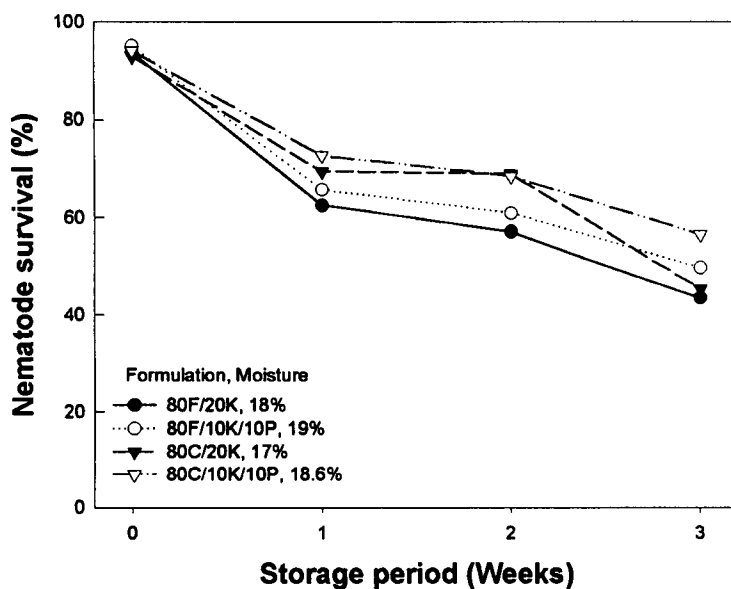 100
80
60
40
20
0
Nematode survival (%)
Formulation, Moisture
80F/20K, 18%
80F/10K/10P, 19%
80C/20K, 17%
80C/10K/10P, 18.6%
0 1 2 3
Storage period (Weeks)